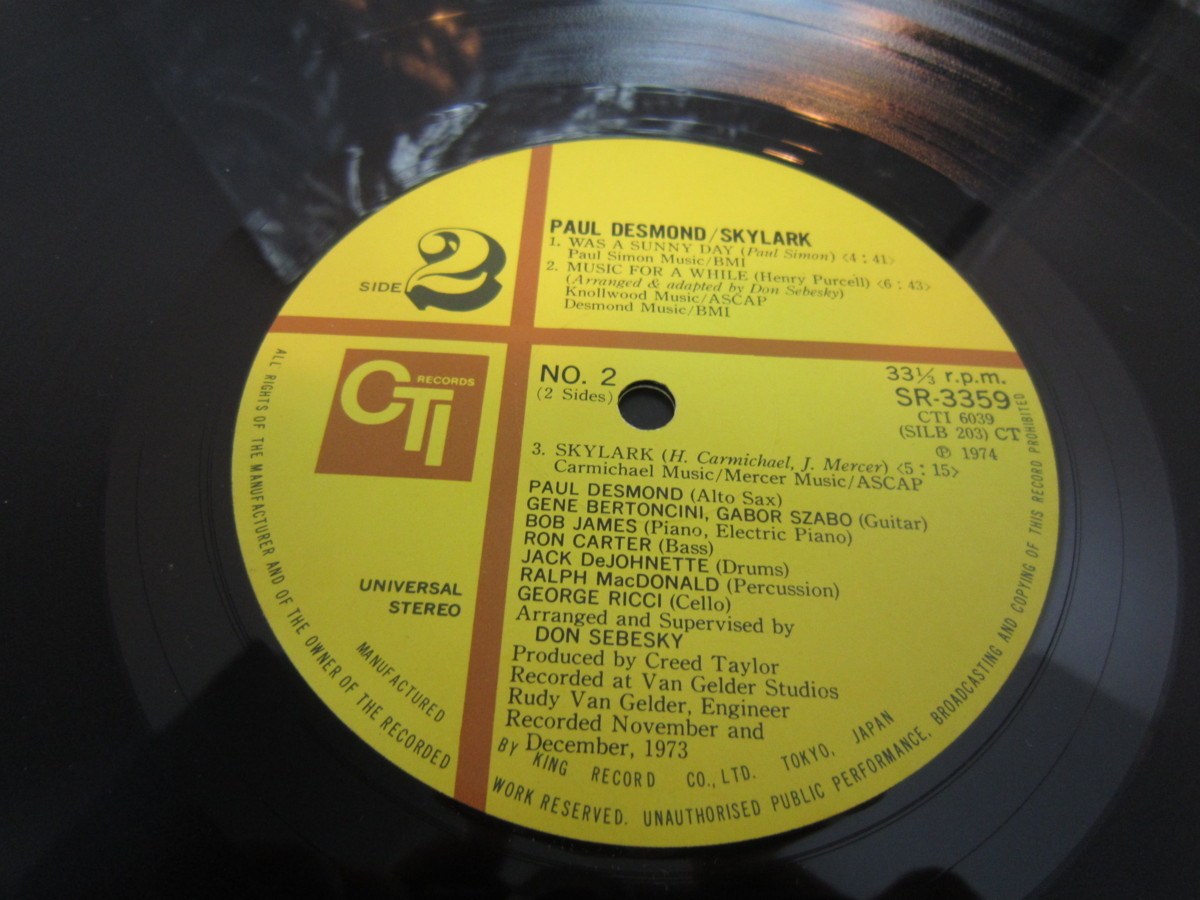 PAUL DESMOND/SKYLARK
1. WAS A SUNNY DAY (Paul Simon) <4:41>
Paul Simon Music/BMI
2. MUSIC FOR A WHILE (Henry Purcell) <6:43>
(Arranged & adapted by Don Sebesky)
Knollwood Music/ASCAP
Desmond Music/BMI
SIDE 2
CTI RECORDS
NO. 2
(2 Sides)
33⅓ r.p.m.
SR-3359
CTI 6039
(SILB 203) CT
℗ 1974
3. SKYLARK (H. Carmichael, J. Mercer) <5:15>
Carmichael Music/Mercer Music/ASCAP
PAUL DESMOND (Alto Sax)
GENE BERTONCINI, GABOR SZABO (Guitar)
BOB JAMES (Piano, Electric Piano)
RON CARTER (Bass)
JACK DeJOHNETTE (Drums)
RALPH MacDONALD (Percussion)
GEORGE RICCI (Cello)
Arranged and Supervised by
DON SEBESKY
Produced by Creed Taylor
Recorded at Van Gelder Studios
Rudy Van Gelder, Engineer
Recorded November and
December, 1973
UNIVERSAL
STEREO
MANUFACTURED BY KING RECORD CO., LTD. TOKYO, JAPAN
ALL RIGHTS OF THE MANUFACTURER AND OF THE OWNER OF THE RECORDED WORK RESERVED. UNAUTHORISED PUBLIC PERFORMANCE, BROADCASTING AND COPYING OF THIS RECORD PROHIBITED